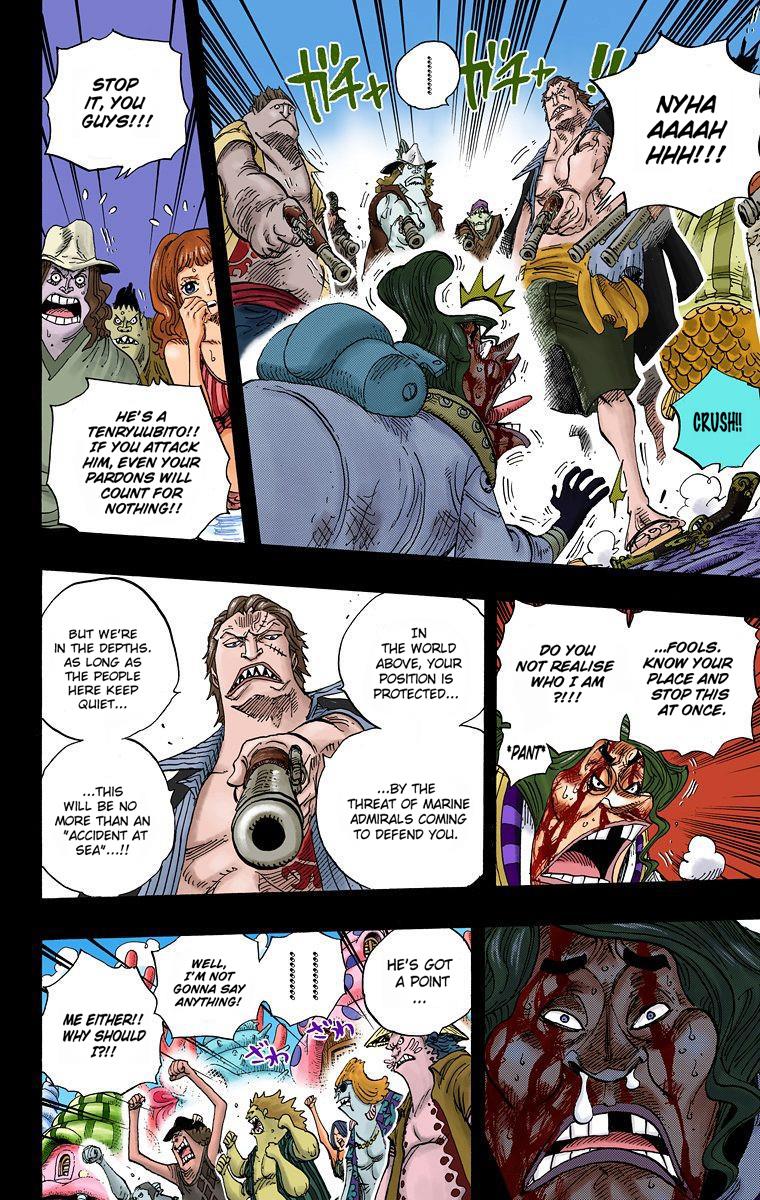 NYHA
AAAAH
HHH!!!
!!
ガチャ
…………
ガチャ
CRUSH!!
STOP
IT, YOU
GUYS!!!
HE'S A
TENRYUUBITO!!
IF YOU ATTACK
HIM, EVEN YOUR
PARDONS WILL
COUNT FOR
NOTHING!!
...FOOLS.
KNOW YOUR
PLACE AND
STOP THIS
AT ONCE.
DO YOU
NOT REALISE
WHO I AM
?!!!
*PANT*
IN
THE WORLD
ABOVE, YOUR
POSITION IS
PROTECTED...
...BY THE
THREAT OF MARINE
ADMIRALS COMING
TO DEFEND YOU.
BUT WE'RE
IN THE DEPTHS.
AS LONG AS
THE PEOPLE
HERE KEEP
QUIET...
...THIS
WILL BE NO
MORE THAN AN
"ACCIDENT AT
SEA"...!!
HE'S GOT
A POINT
...
…………
ざわ
ざわ
WELL,
I'M NOT
GONNA SAY
ANYTHING!
ME EITHER!!
WHY SHOULD
I?!!